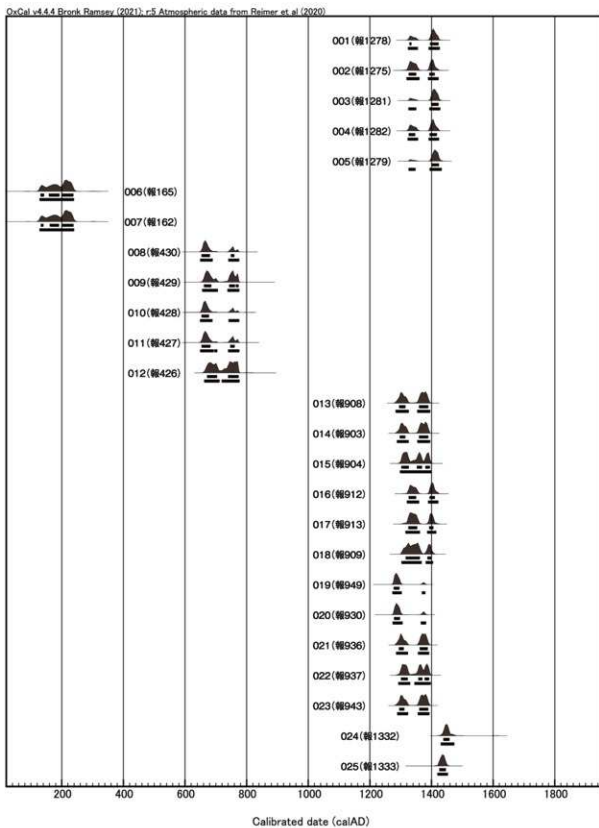 OxCal v4.4.4 Bronk Ramsey (2021); r:5 Atmospheric data from Reimer et al (2020)
001(報1278)
002(報1275)
003(報1281)
004(報1282)
005(報1279)
006(報165)
007(報162)
008(報430)
009(報429)
010(報428)
011(報427)
012(報426)
013(報908)
014(報903)
015(報904)
016(報912)
017(報913)
018(報909)
019(報949)
020(報930)
021(報936)
022(報937)
023(報943)
024(報1332)
025(報1333)
200 400 600 800 1000 1200 1400 1600 1800
Calibrated date (calAD)